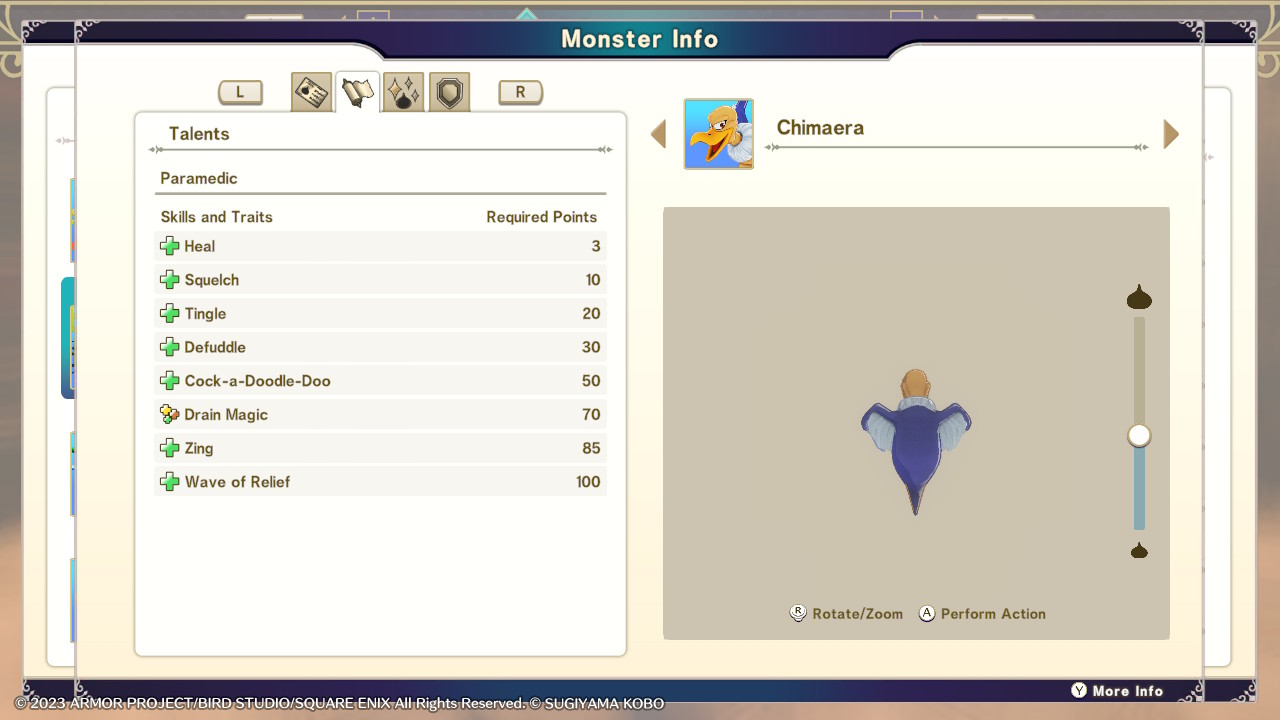 Monster Info
L
R
Talents
Paramedic
Skills and Traits Required Points
Heal 3
Squelch 10
Tingle 20
Defuddle 30
Cock-a-Doodle-Doo 50
Drain Magic 70
Zing 85
Wave of Relief 100
Chimaera
R Rotate/Zoom A Perform Action
Y More Info
© 2023 ARMOR PROJECT/BIRD STUDIO/SQUARE ENIX All Rights Reserved. © SUGIYAMA KOBO